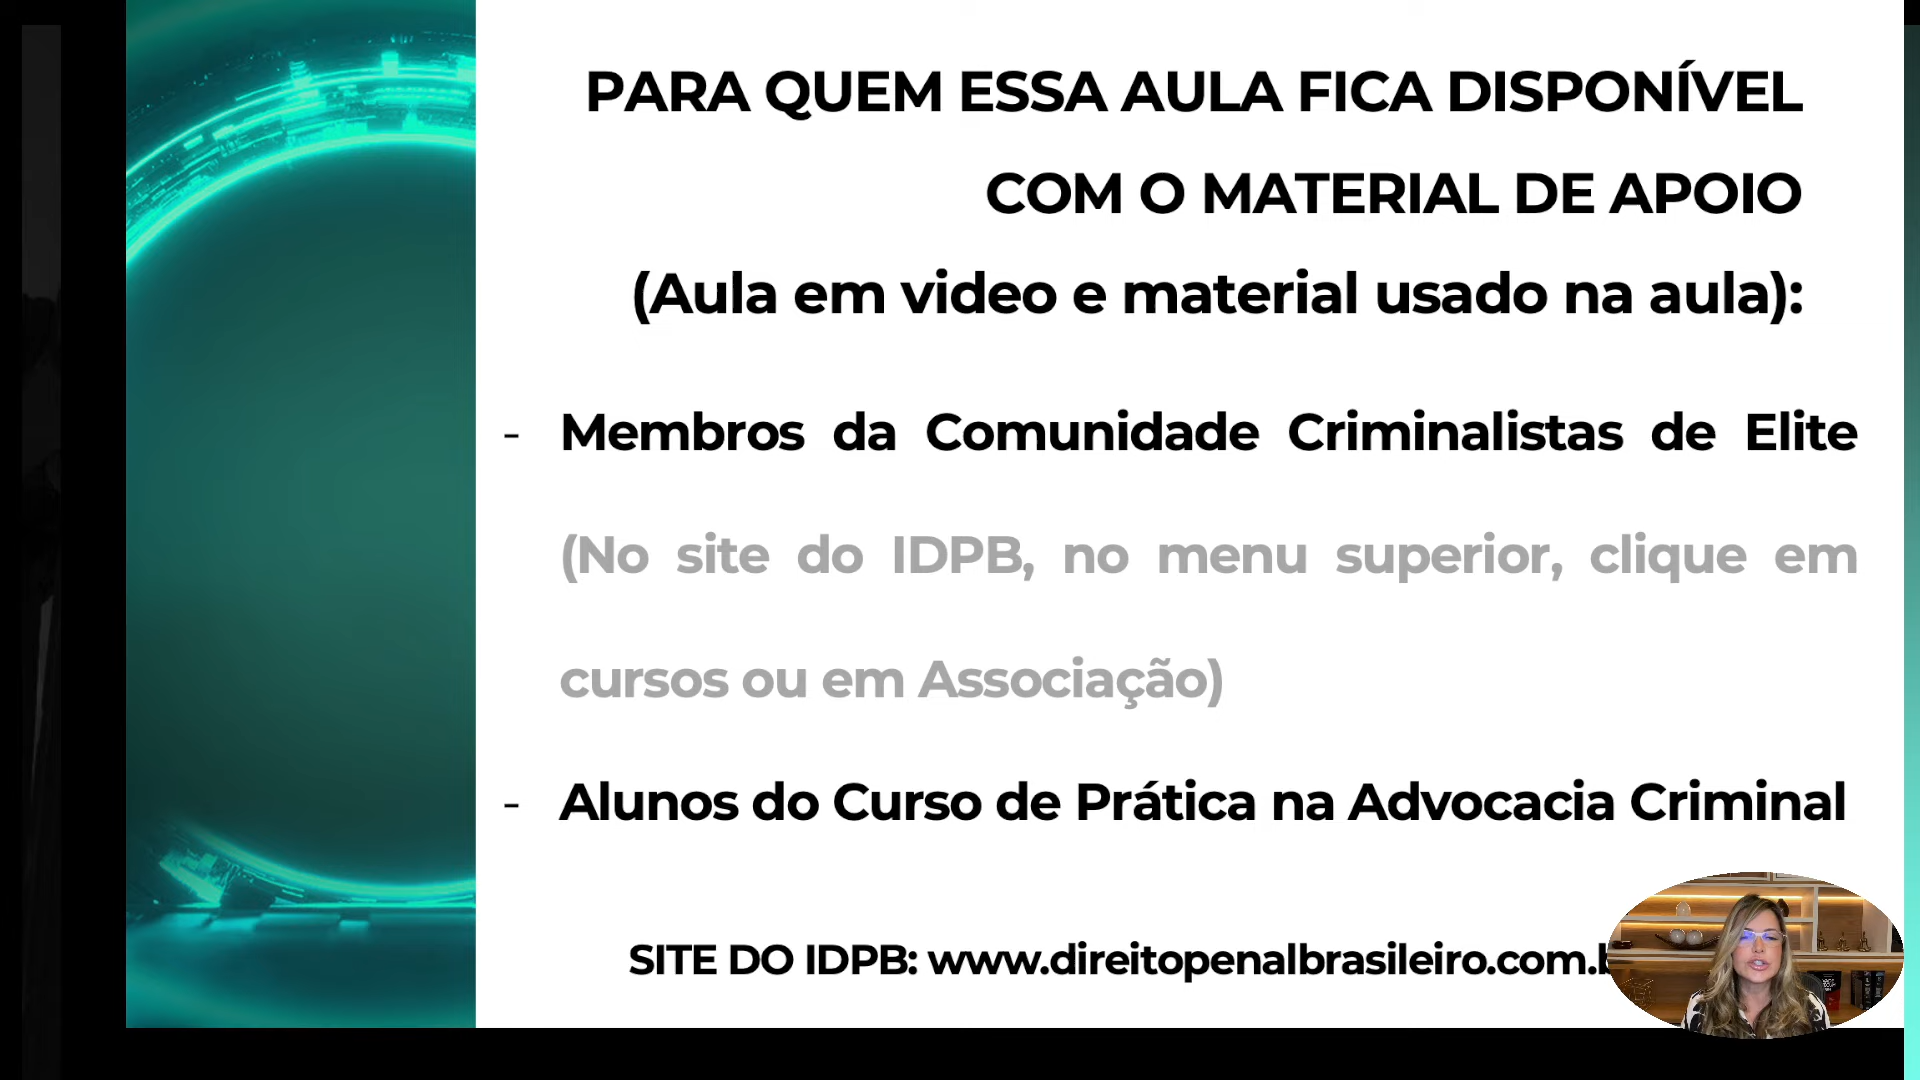 PARA QUEM ESSA AULA FICA DISPONÍVEL
COM O MATERIAL DE APOIO
(Aula em video e material usado na aula):
- Membros da Comunidade Criminalistas de Elite
(No site do IDPB, no menu superior, clique em
cursos ou em Associação)
- Alunos do Curso de Prática na Advocacia Criminal
SITE DO IDPB: www.direitopenalbrasileiro.com.b